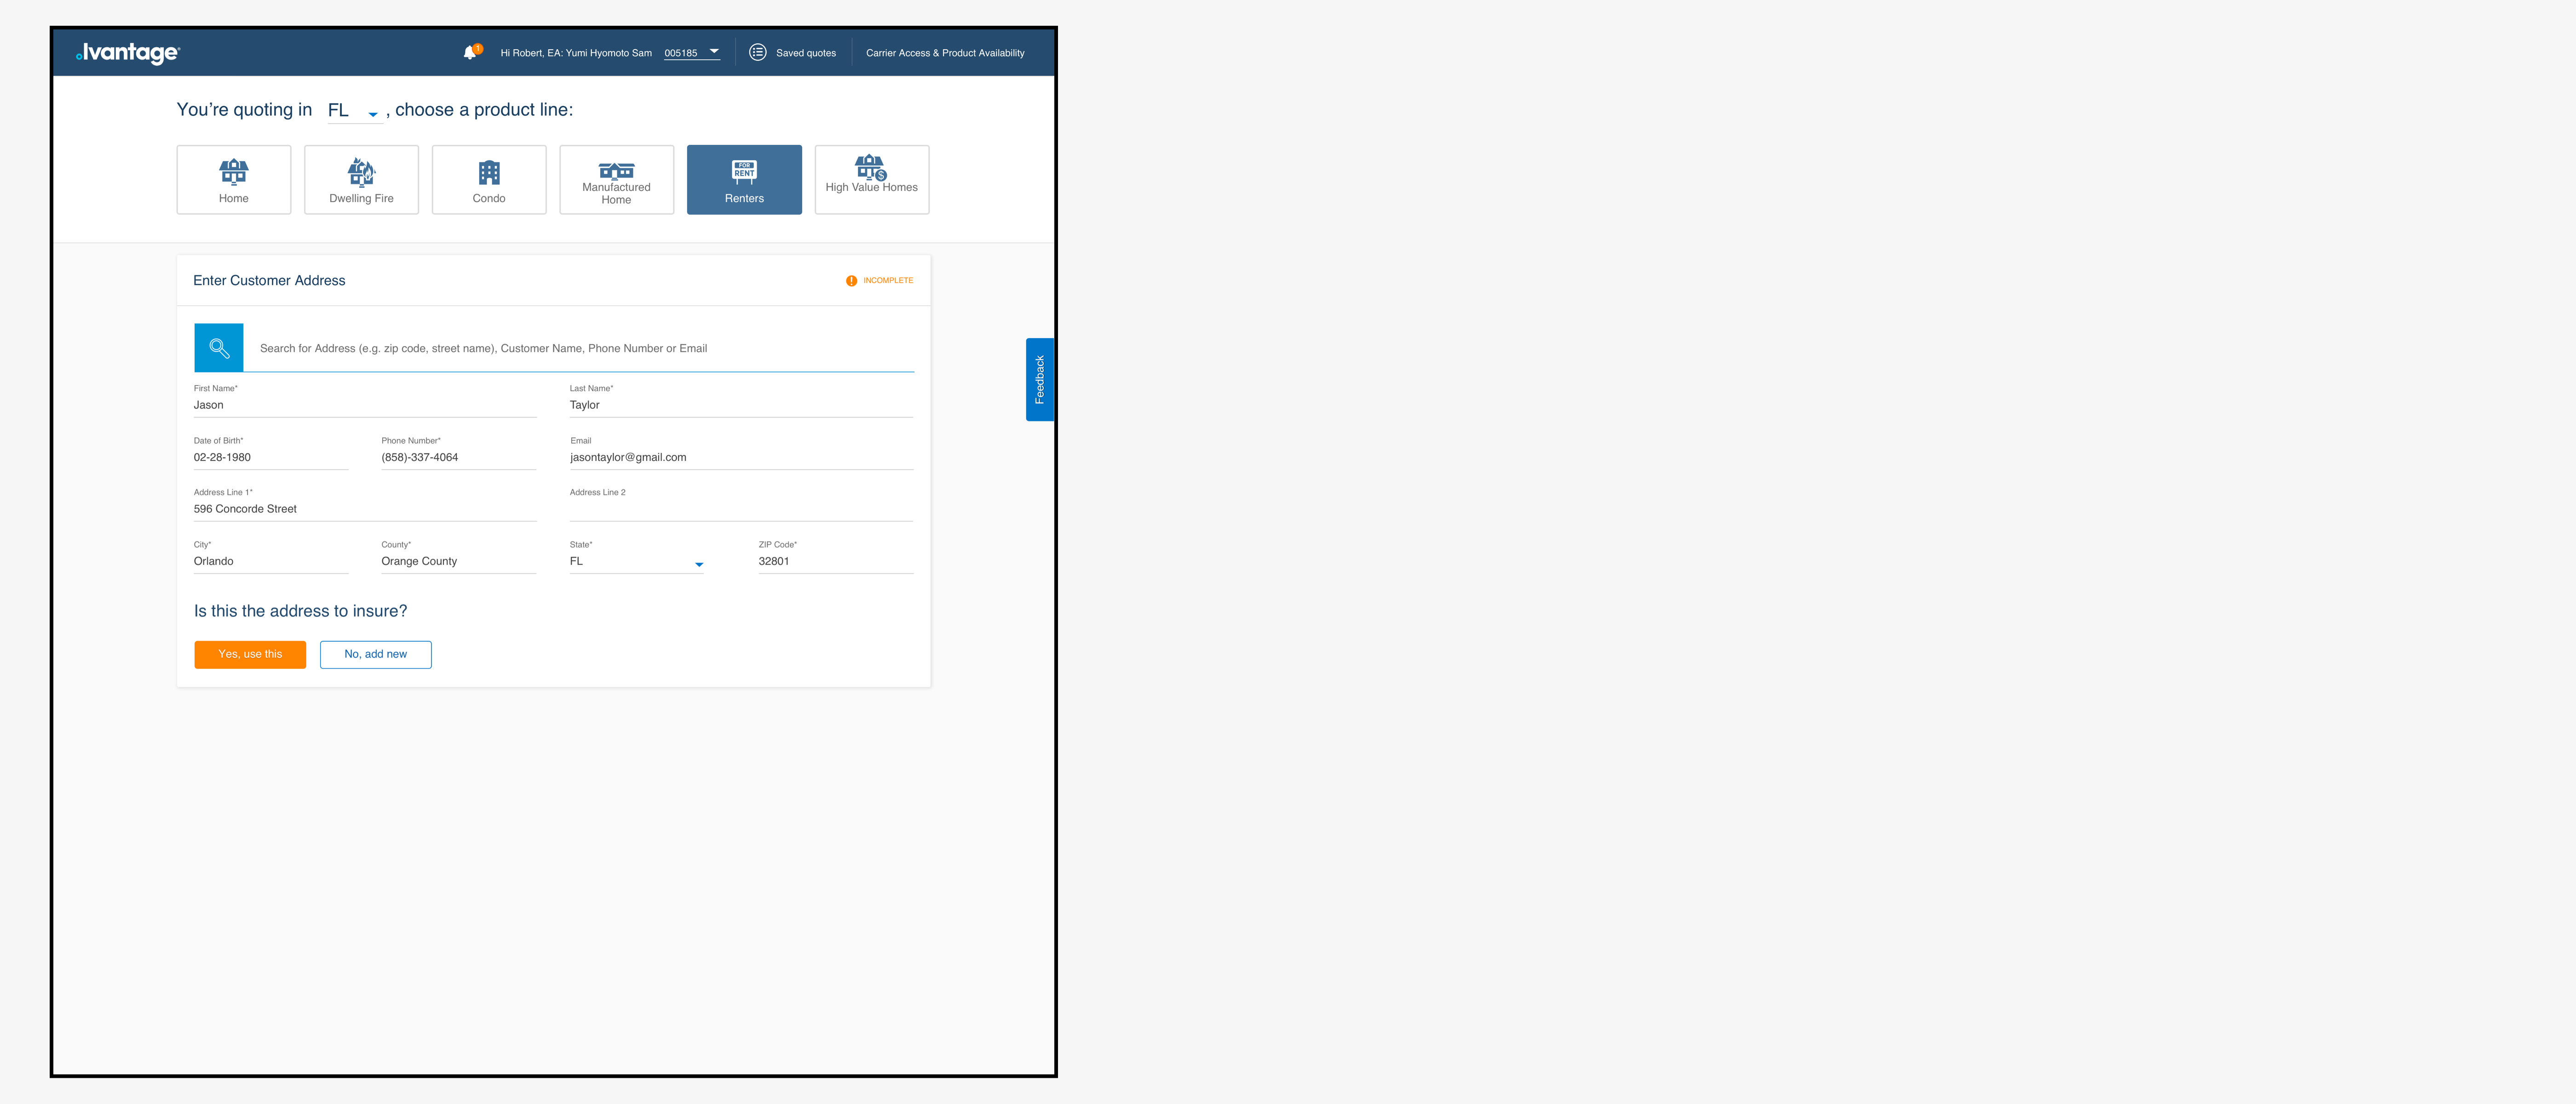 Ivantage
1
Hi Robert, EA: Yumi Hyomoto Sam
005185
Saved quotes
Carrier Access & Product Availability
You’re quoting in FL , choose a product line:
Home
Dwelling Fire
Condo
Manufactured
Home
FOR
RENT
Renters
$
High Value Homes
Enter Customer Address
! INCOMPLETE
Search for Address (e.g. zip code, street name), Customer Name, Phone Number or Email
Feedback
First Name*
Jason
Last Name*
Taylor
Date of Birth*
02-28-1980
Phone Number*
(858)-337-4064
Email
jasontaylor@gmail.com
Address Line 1*
596 Concorde Street
Address Line 2
City*
Orlando
County*
Orange County
State*
FL
ZIP Code*
32801
Is this the address to insure?
Yes, use this
No, add new